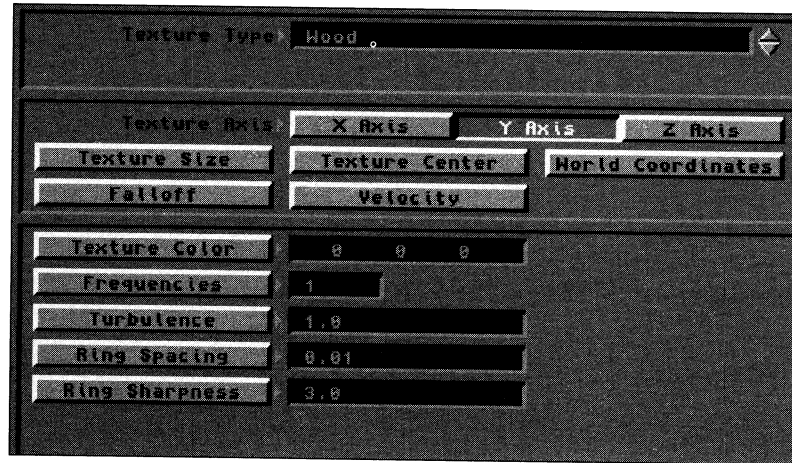 Texture Type Wood
Texture Axis X Axis Y Axis Z Axis
Texture Size Texture Center World Coordinates
Falloff Velocity
Texture Color 0 0 0
Frequencies 1
Turbulence 1.0
Ring Spacing 0.01
Ring Sharpness 3.0